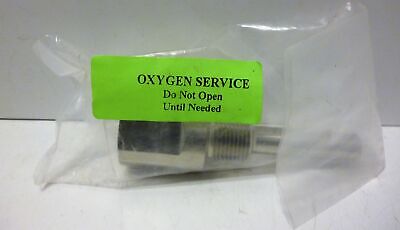 OXYGEN SERVICE
Do Not Open
Until Needed